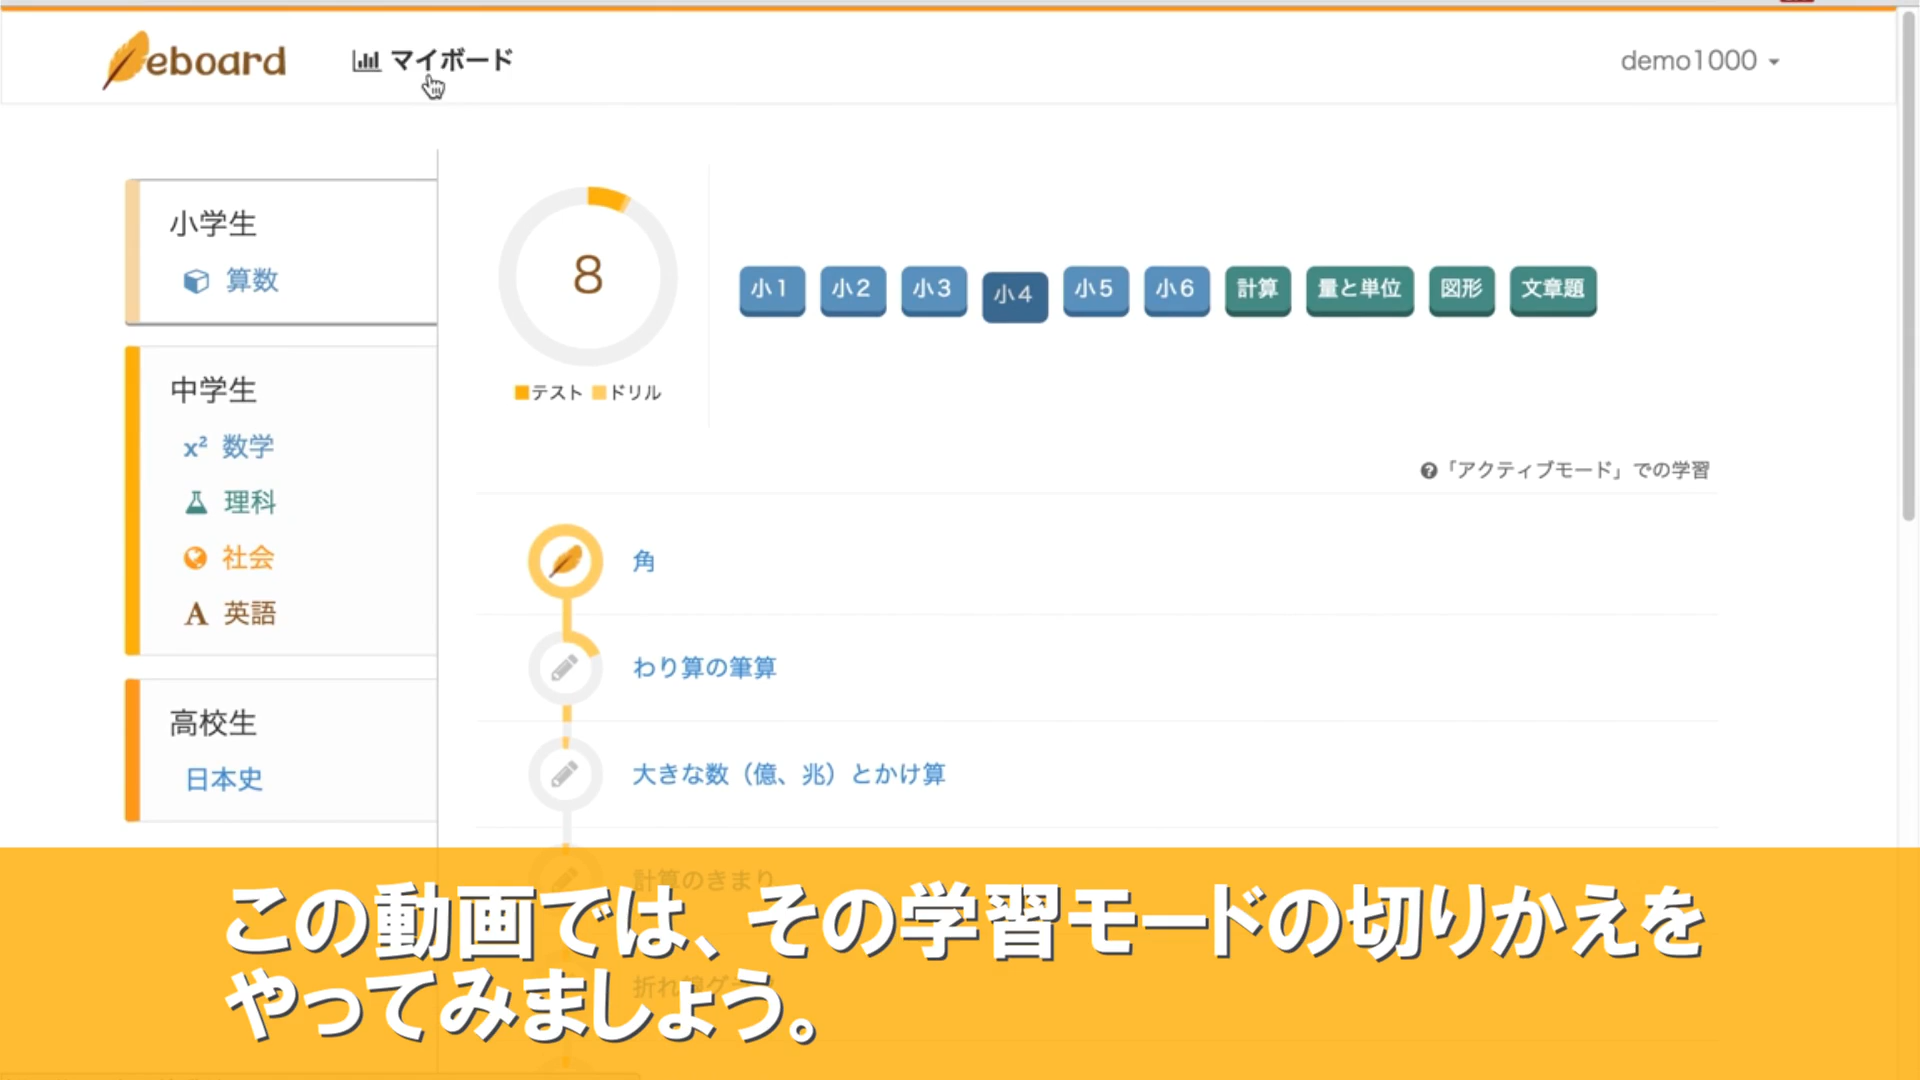 eboard
マイボード
demo1000
小学生
算数
中学生
x² 数学
理科
社会
A 英語
高校生
日本史
8
テスト ドリル
小1 小2 小3 小4 小5 小6 計算 量と単位 図形 文章題
「アクティブモード」での学習
角
わり算の筆算
大きな数（億、兆）とかけ算
計算のきまり
この動画では、その学習モードの切りかえを
やってみましょう。